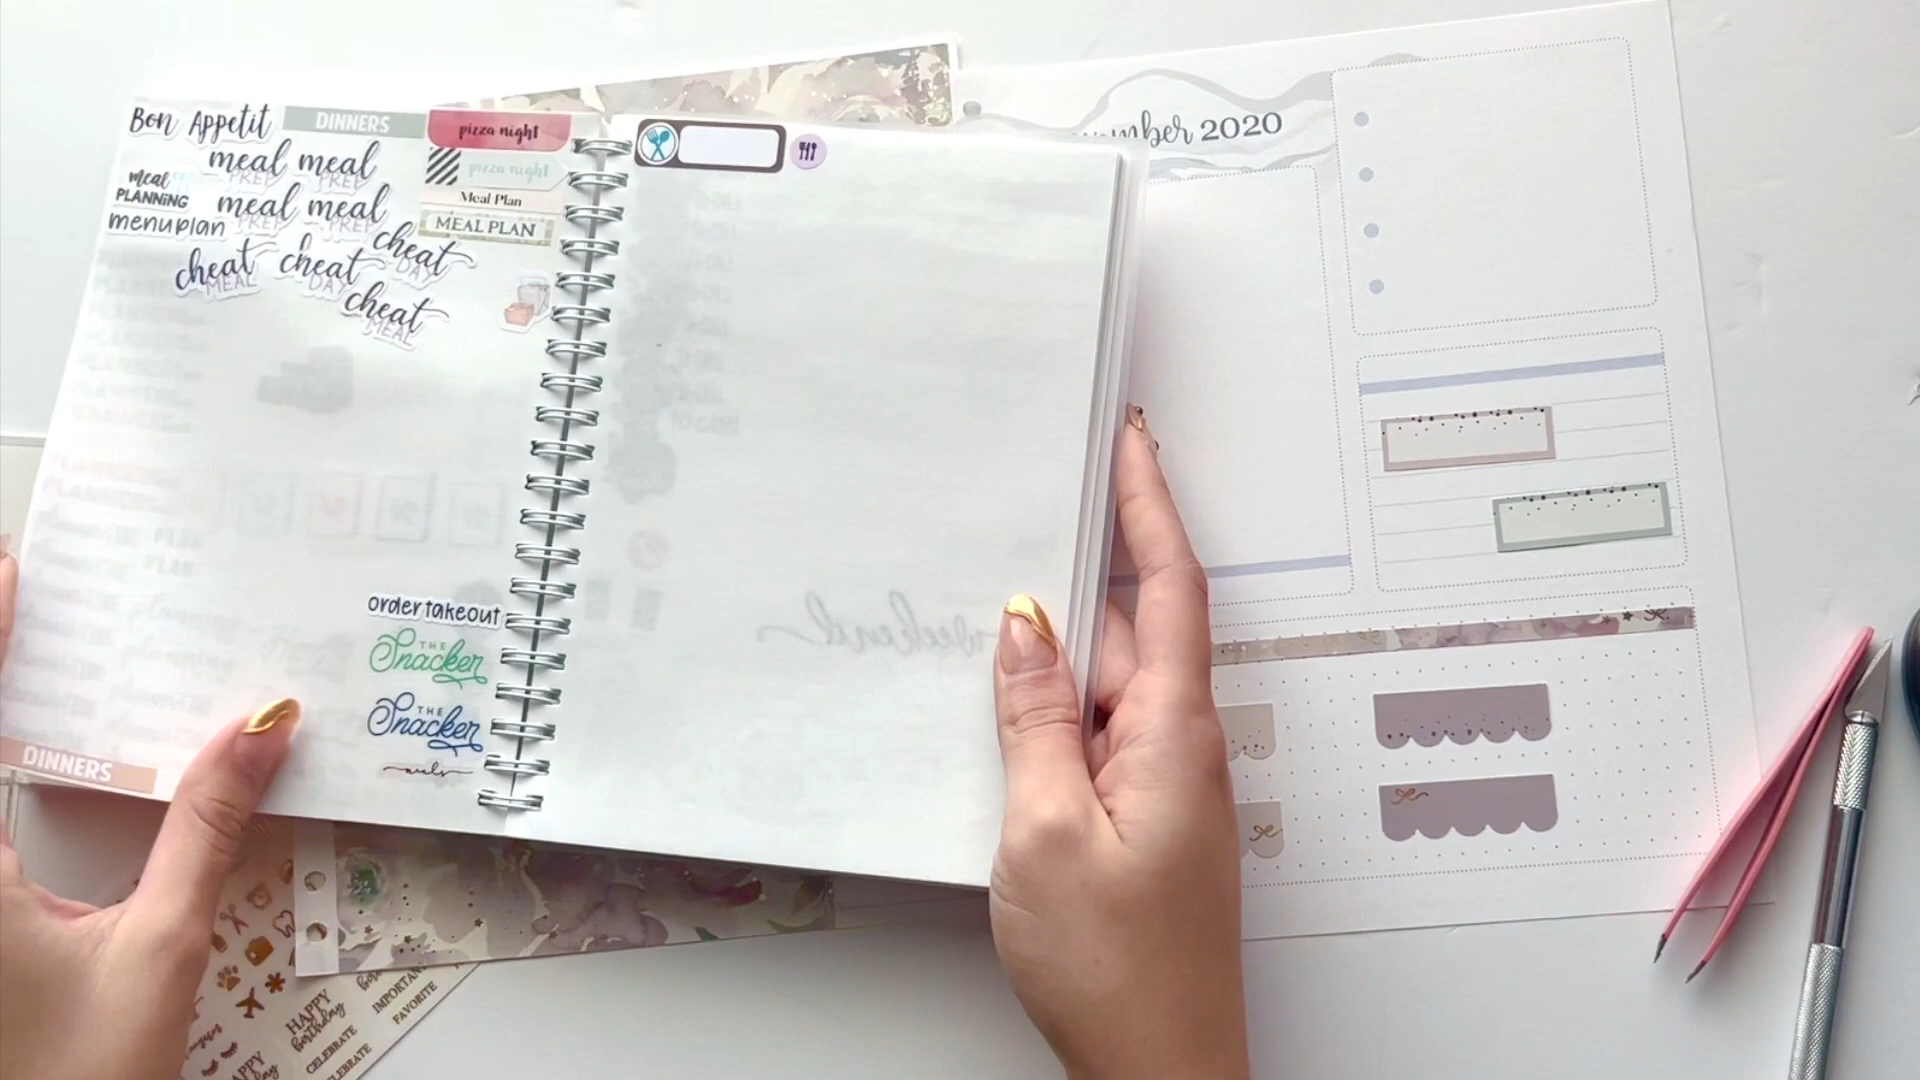 Bon Appetit
DINNERS
pizza night
meal meal
PREP PREP
pizza night
meal
PLANNING
Meal Plan
meal meal
PREP PREP
menu plan
MEAL PLAN
cheat
DAY
cheat
MEAL
cheat
DAY
cheat
MEAL
order takeout
THE
Snacker
THE
Snacker
meals
DINNERS
2020
weekend
HAPPY
birthday
CELEBRATE
IMPORTANT
FAVORITE